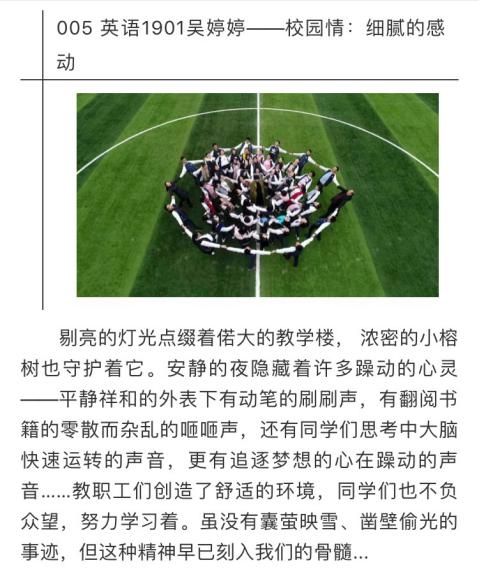 005 英语1901吴婷婷——校园情：细腻的感
动
剔亮的灯光点缀着偌大的教学楼， 浓密的小榕
树也守护着它。安静的夜隐藏着许多躁动的心灵
——平静祥和的外表下有动笔的刷刷声，有翻阅书
籍的零散而杂乱的咂咂声，还有同学们思考中大脑
快速运转的声音，更有追逐梦想的心在躁动的声
音……教职工们创造了舒适的环境，同学们也不负
众望，努力学习着。虽没有囊萤映雪、凿壁偷光的
事迹，但这种精神早已刻入我们的骨髓...